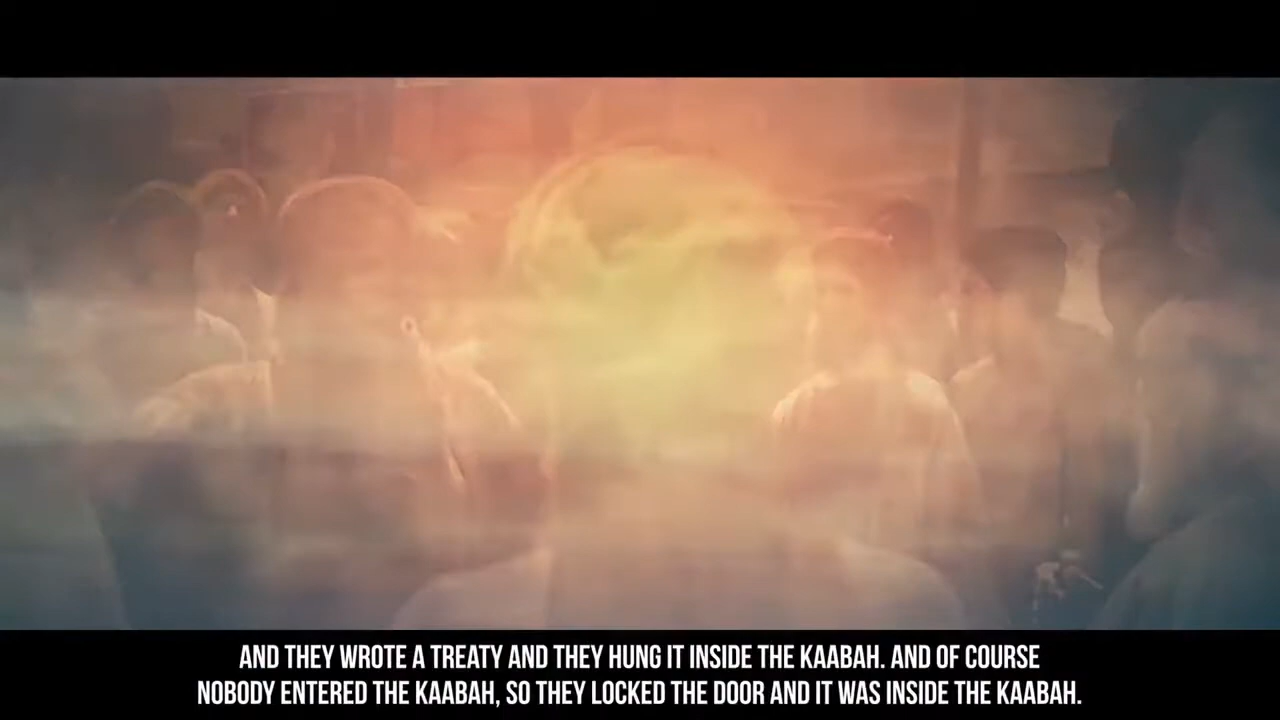 AND THEY WROTE A TREATY AND THEY HUNG IT INSIDE THE KAABAH. AND OF COURSE
NOBODY ENTERED THE KAABAH, SO THEY LOCKED THE DOOR AND IT WAS INSIDE THE KAABAH.